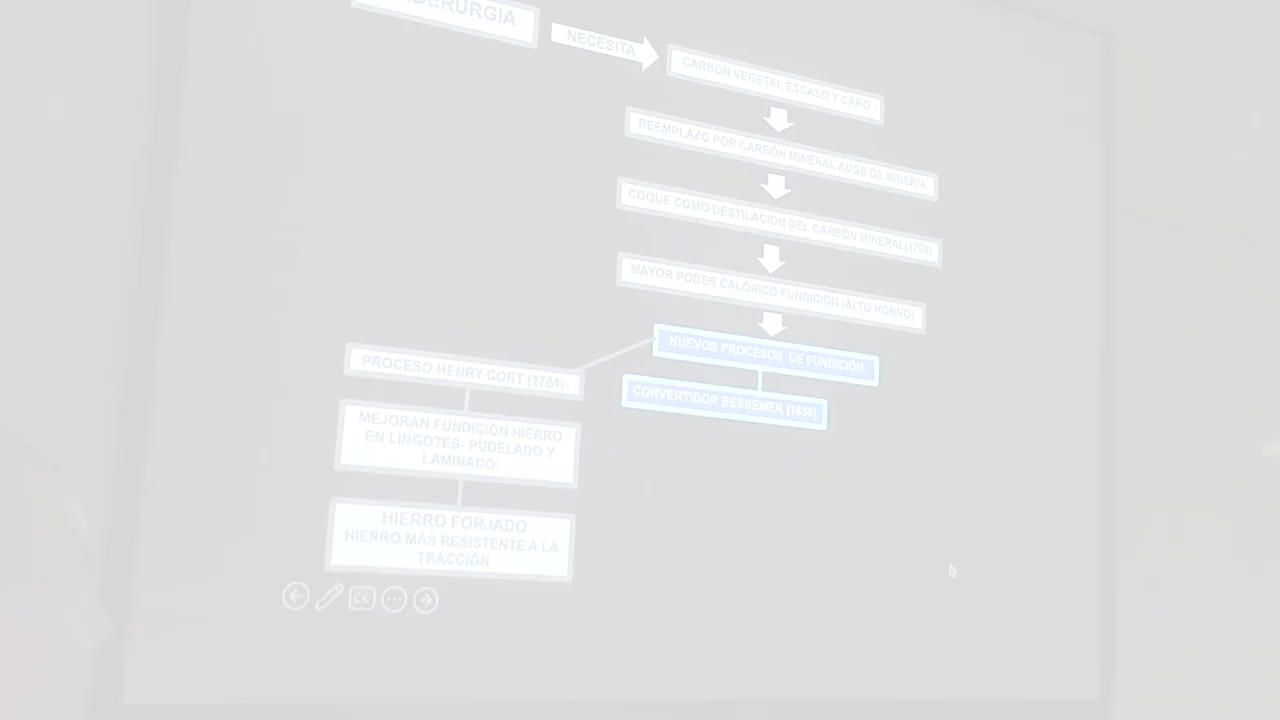 NECESITA
CARBÓN VEGETAL ESCASO Y CARO
REEMPLAZO POR CARBÓN MINERAL AUGE DE MINERÍA
COQUE COMO DESTILACIÓN DEL CARBÓN MINERAL(1709)
MAYOR PODER CALÓRICO FUNDICIÓN (ALTO HORNO)
NUEVOS PROCESOS DE FUNDICIÓN
CONVERTIDOR BESSEMER (1856)
PROCESO HENRY CORT (1784)
MEJORAN FUNDICIÓN HIERRO
EN LINGOTES- PUDELADO Y
LAMINADO.
HIERRO FORJADO
HIERRO MÁS RESISTENTE A LA
TRACCIÓN
CC